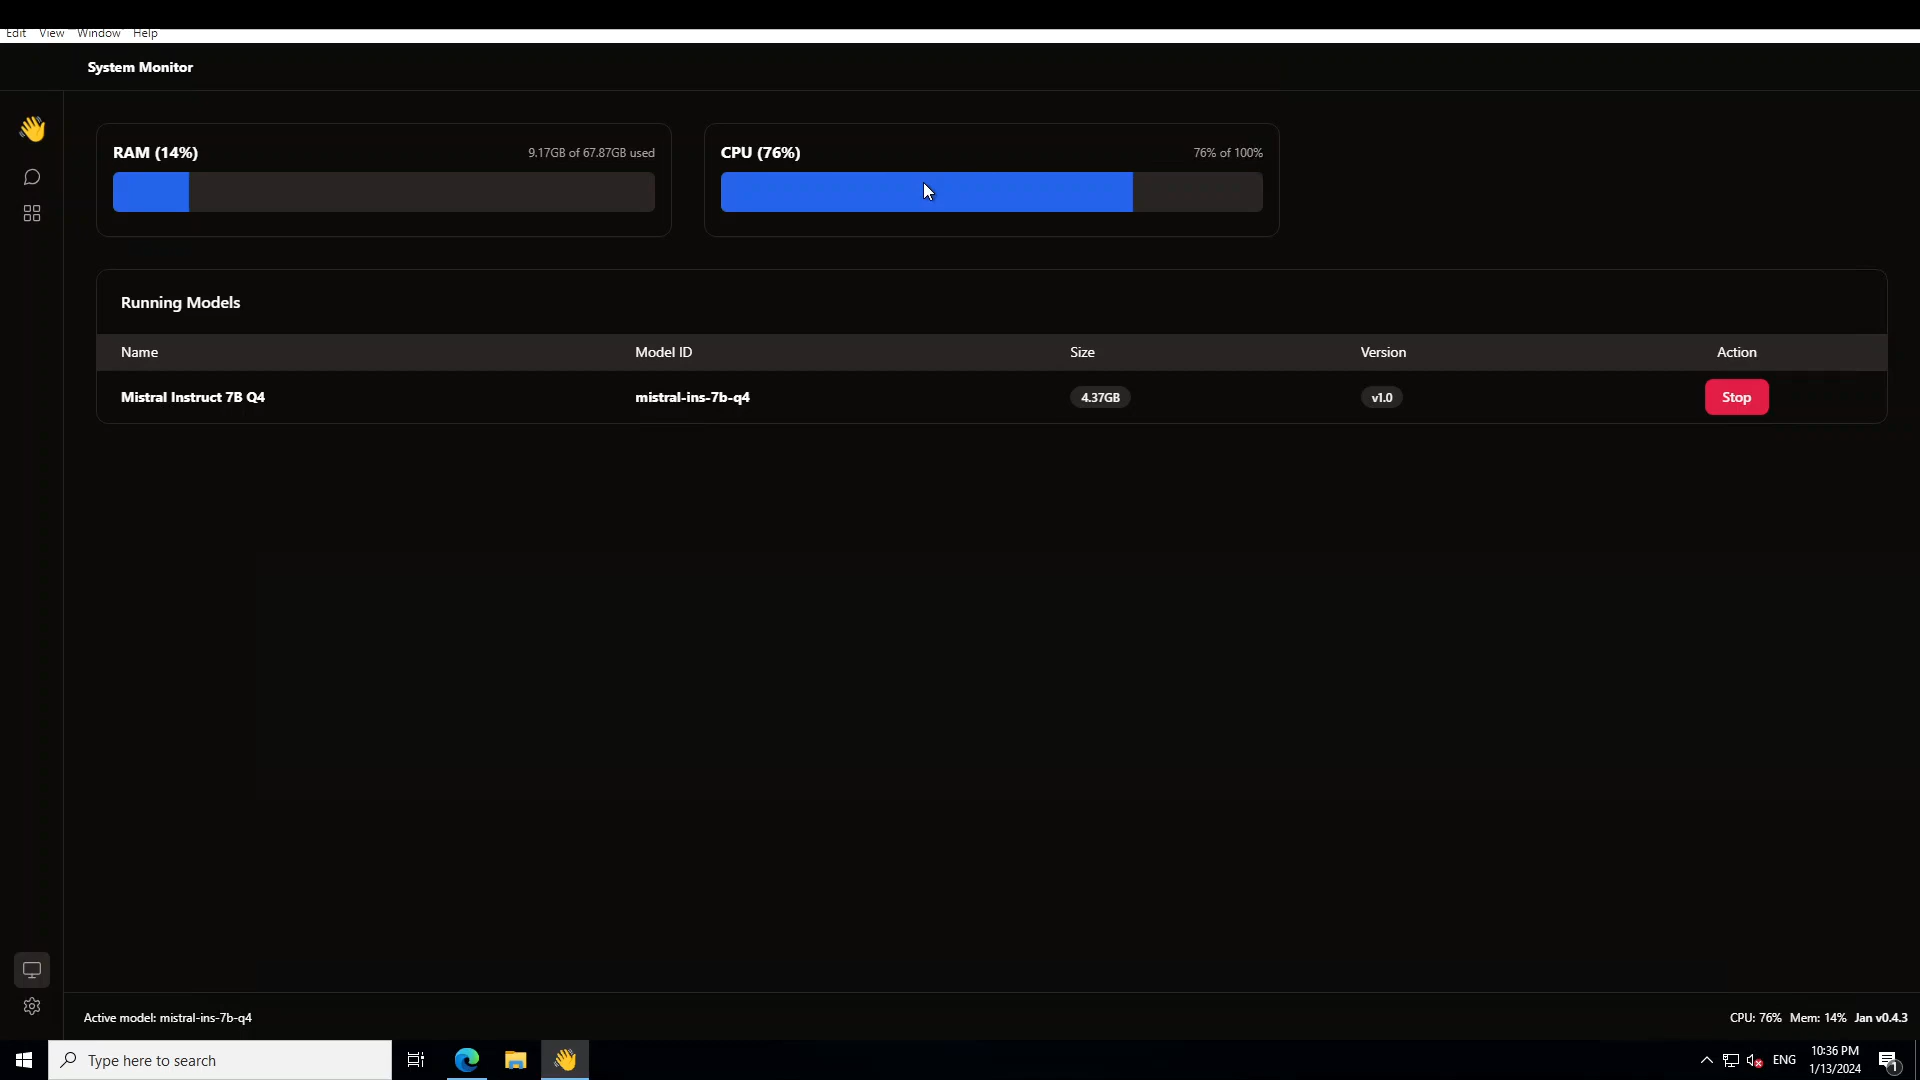 Edit View Window Help
System Monitor
RAM (14%) 9.17GB of 67.87GB used
CPU (76%) 76% of 100%
Running Models
Name Model ID Size Version Action
Mistral Instruct 7B Q4 mistral-ins-7b-q4 4.37GB v1.0 Stop
Active model: mistral-ins-7b-q4 CPU: 76% Mem: 14% Jan v0.4.3
Type here to search
ENG
10:36 PM
1/13/2024
1